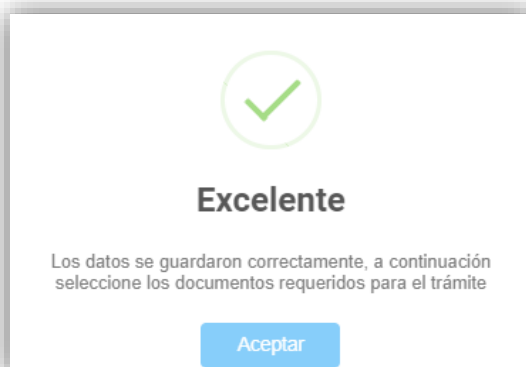 Excelente
Los datos se guardaron correctamente, a continuación
seleccione los documentos requeridos para el trámite
Aceptar